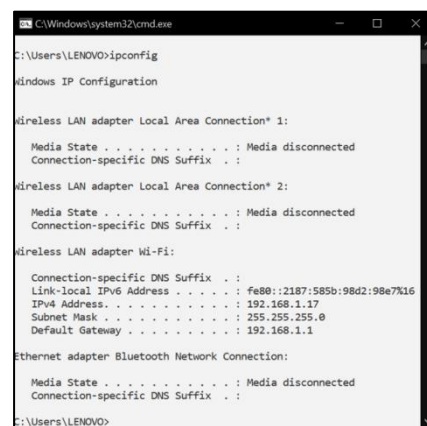 C:\Windows\system32\cmd.exe
C:\Users\LENOVO>ipconfig
Windows IP Configuration
Wireless LAN adapter Local Area Connection* 1:
Media State . . . . . . . . . . . : Media disconnected
Connection-specific DNS Suffix  . :
Wireless LAN adapter Local Area Connection* 2:
Media State . . . . . . . . . . . : Media disconnected
Connection-specific DNS Suffix  . :
Wireless LAN adapter Wi-Fi:
Connection-specific DNS Suffix  . :
Link-local IPv6 Address . . . . . : fe80::2187:585b:98d2:98e7%16
IPv4 Address. . . . . . . . . . . : 192.168.1.17
Subnet Mask . . . . . . . . . . . : 255.255.255.0
Default Gateway . . . . . . . . . : 192.168.1.1
Ethernet adapter Bluetooth Network Connection:
Media State . . . . . . . . . . . : Media disconnected
Connection-specific DNS Suffix  . :
C:\Users\LENOVO>